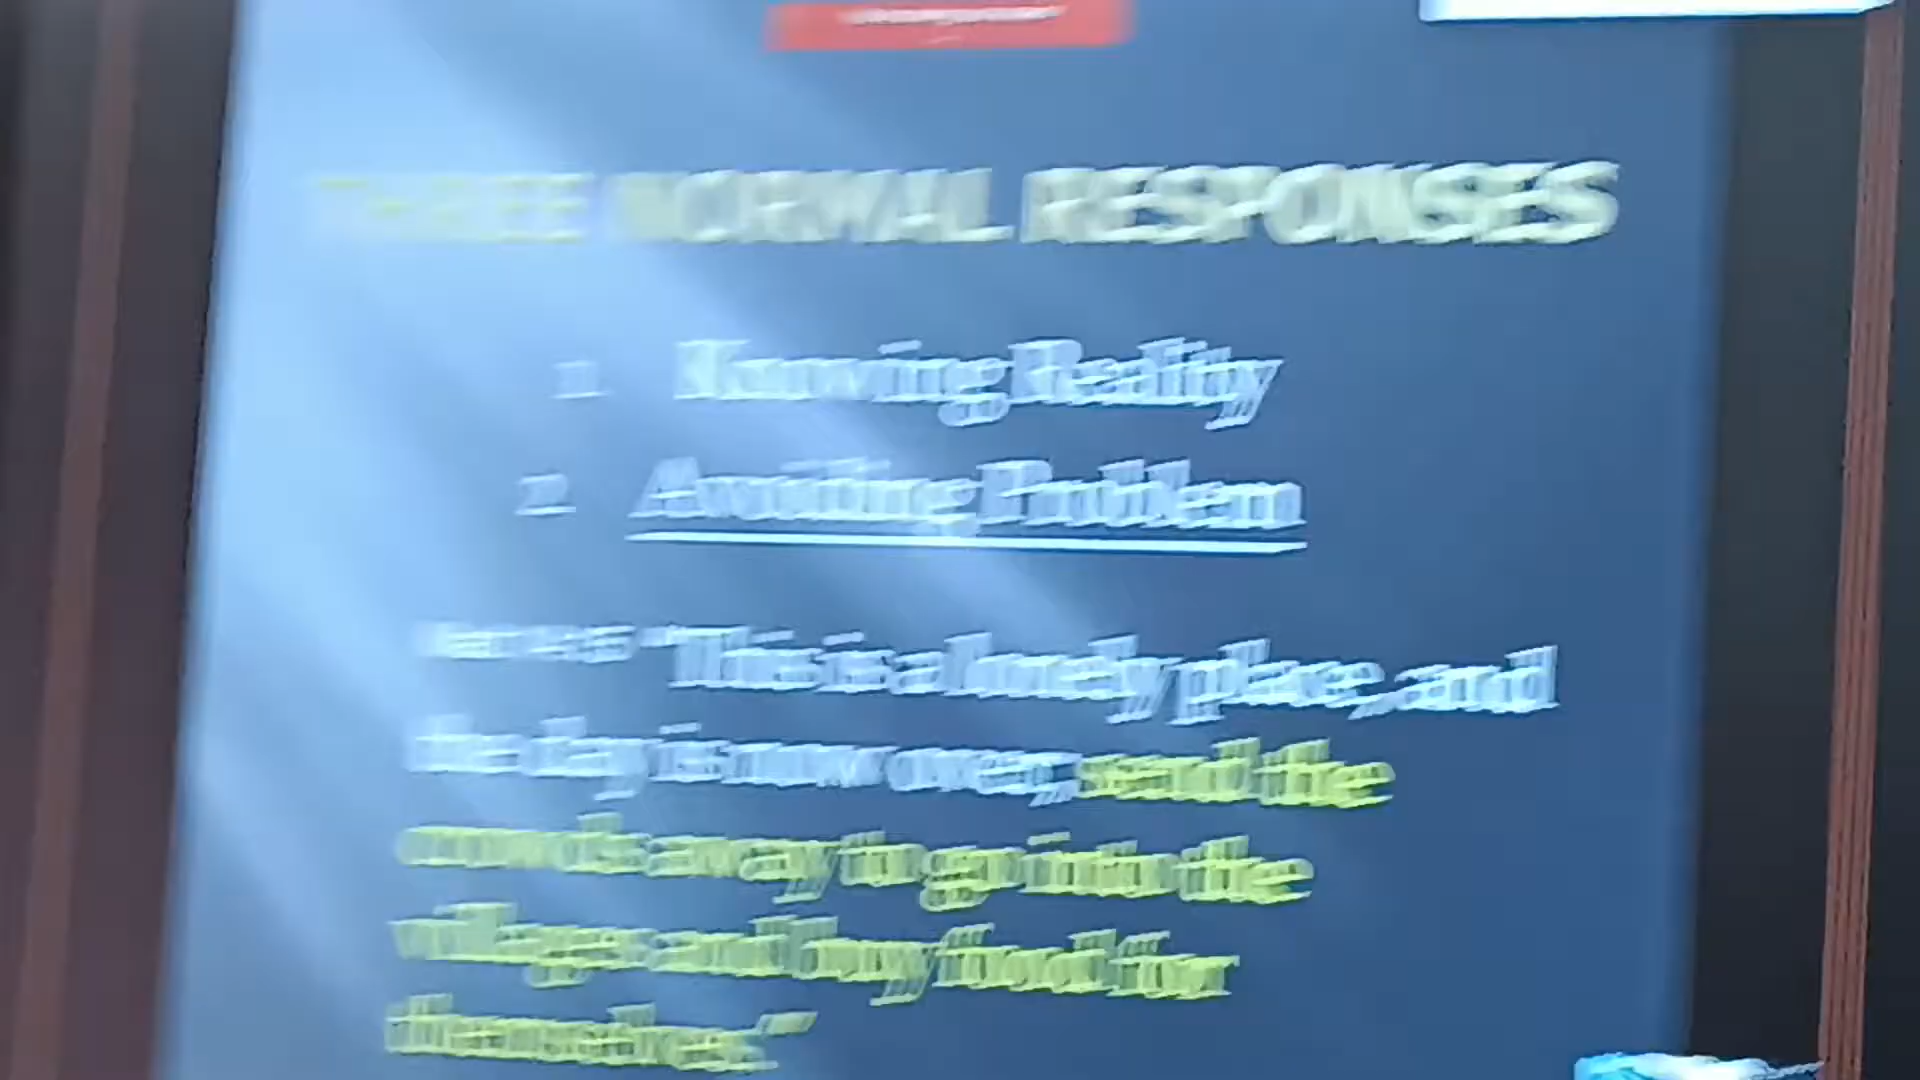 THREE NORMAL RESPONSES
1. Knowing Reality
2. Avoiding Problem
"This is a lonely place, and
the day is now over, send the
crowds away to go into the
villages and buy food for
themselves"